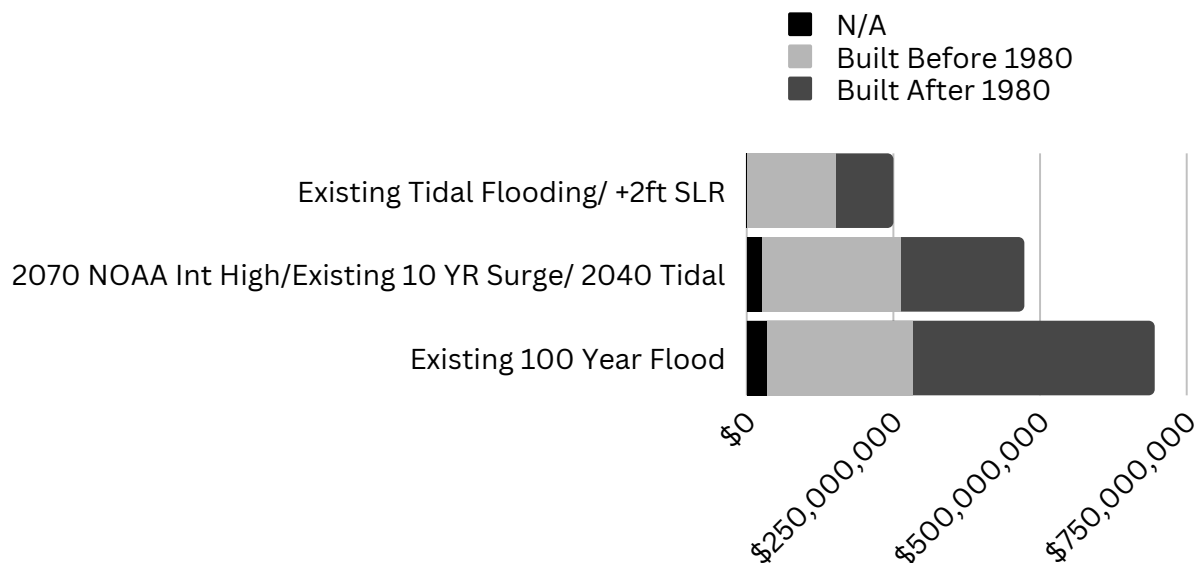 N/A
Built Before 1980
Built After 1980
Existing Tidal Flooding/ +2ft SLR
2070 NOAA Int High/Existing 10 YR Surge/ 2040 Tidal
Existing 100 Year Flood
$0
$250,000,000
$500,000,000
$750,000,000